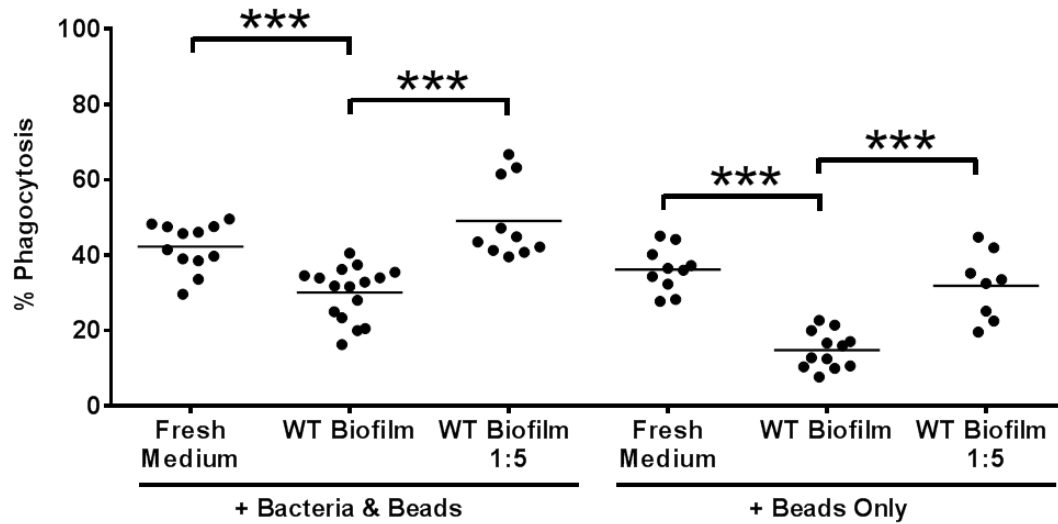 % Phagocytosis
100
80
60
40
20
0
***
***
***
***
Fresh
Medium
WT Biofilm
WT Biofilm
1:5
Fresh
Medium
WT Biofilm
WT Biofilm
1:5
+ Bacteria & Beads
+ Beads Only